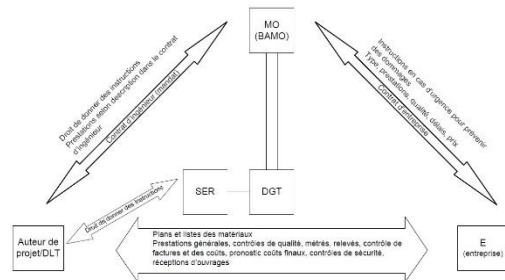 MO
(BAMO)
Droit de donner des instructions
Prestations selon description dans le contrat
d'ingénieur
Contrat d'ingénieur (mandat)
Instructions en cas d'urgence pour prévenir
des dommages
Type, prestations, qualité, délais, prix
Contrat d'entreprise
SER
DGT
Droit de donner des instructions
Auteur de
projet/DLT
Plans et listes des matériaux
Prestations générales, contrôles de qualité, métrés, relevés, contrôle de
factures et des coûts, pronostic coûts finaux, contrôles de sécurité,
réceptions d'ouvrages
E
(entreprise)